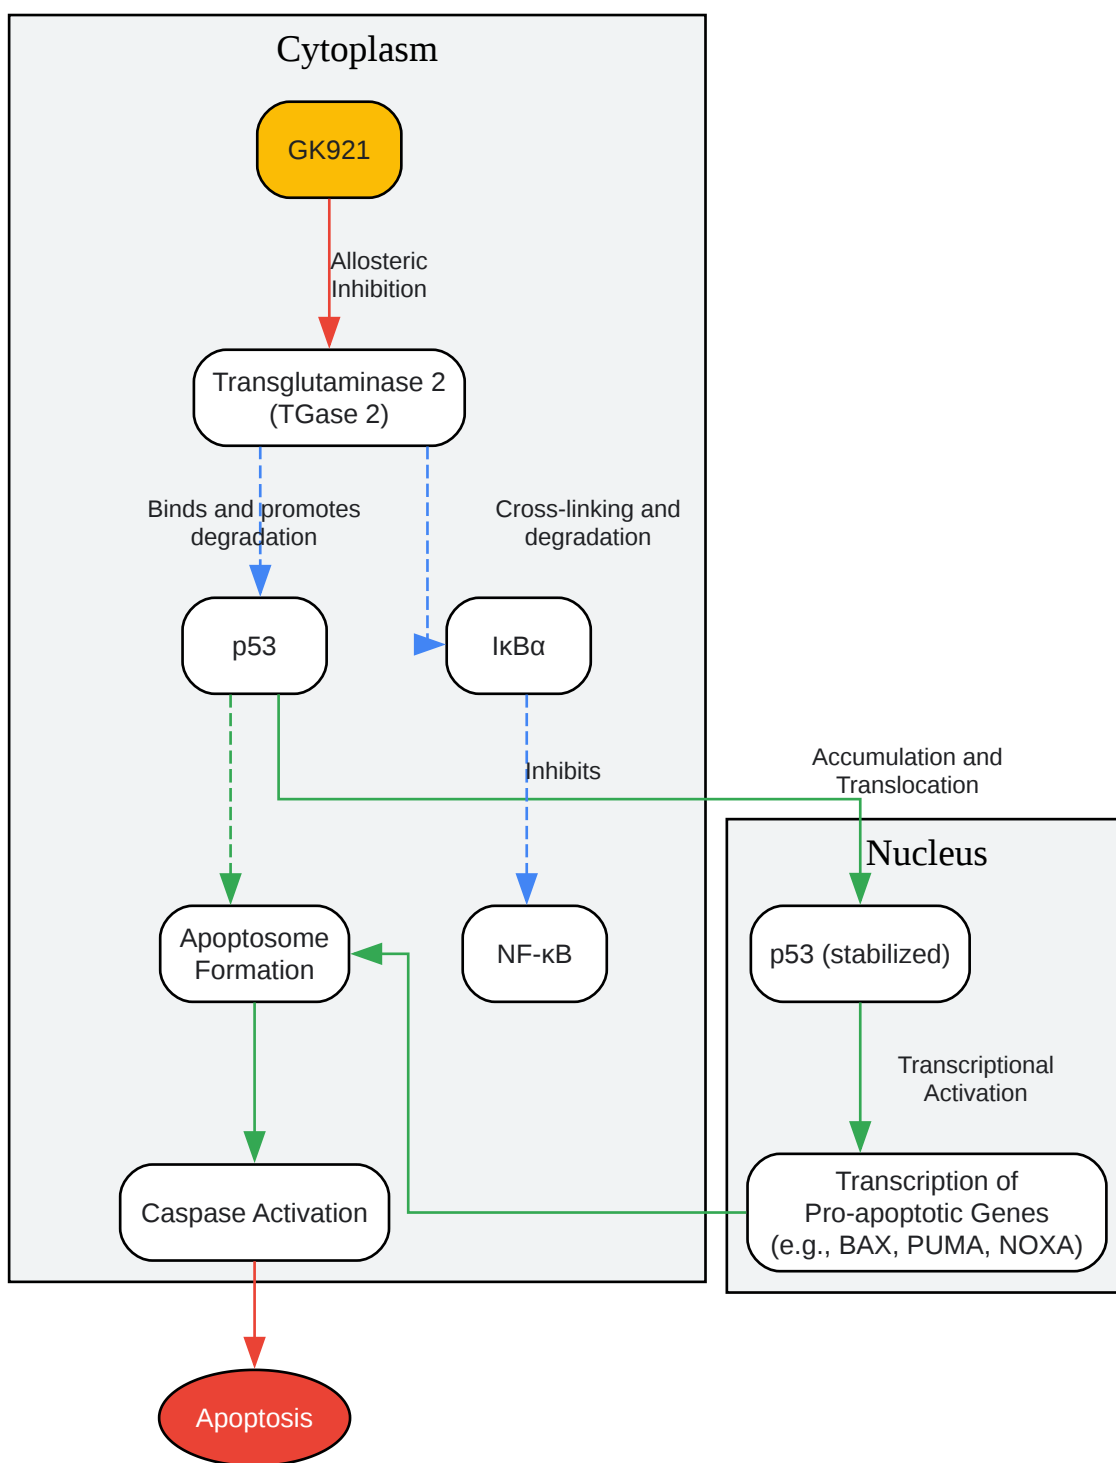 Cytoplasm
GK921
Allosteric
Inhibition
Transglutaminase 2
(TGase 2)
Binds and promotes
degradation
Cross-linking and
degradation
p53
IκBα
Inhibits
Accumulation and
Translocation
Nucleus
Apoptosome
Formation
NF-κB
p53 (stabilized)
Transcriptional
Activation
Caspase Activation
Transcription of
Pro-apoptotic Genes
(e.g., BAX, PUMA, NOXA)
Apoptosis